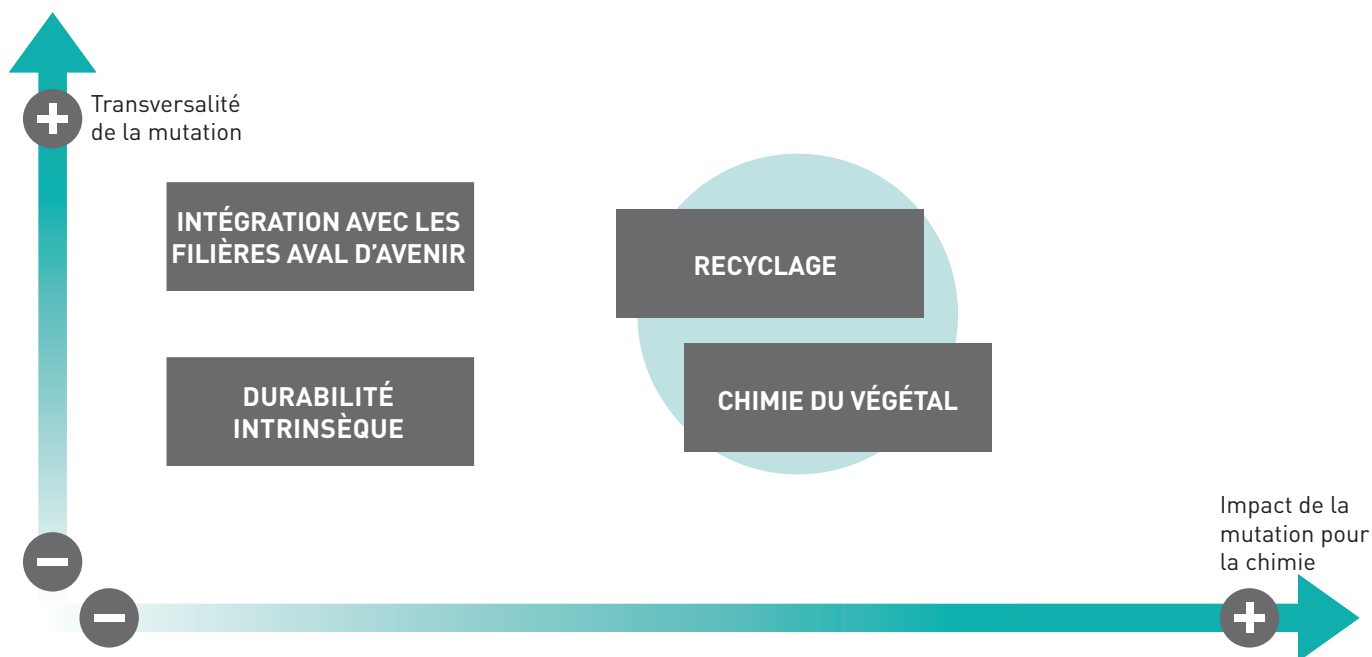 Transversalité
de la mutation
INTÉGRATION AVEC LES
FILIÈRES AVAL D'AVENIR
RECYCLAGE
DURABILITÉ
INTRINSÈQUE
CHIMIE DU VÉGÉTAL
Impact de la
mutation pour
la chimie